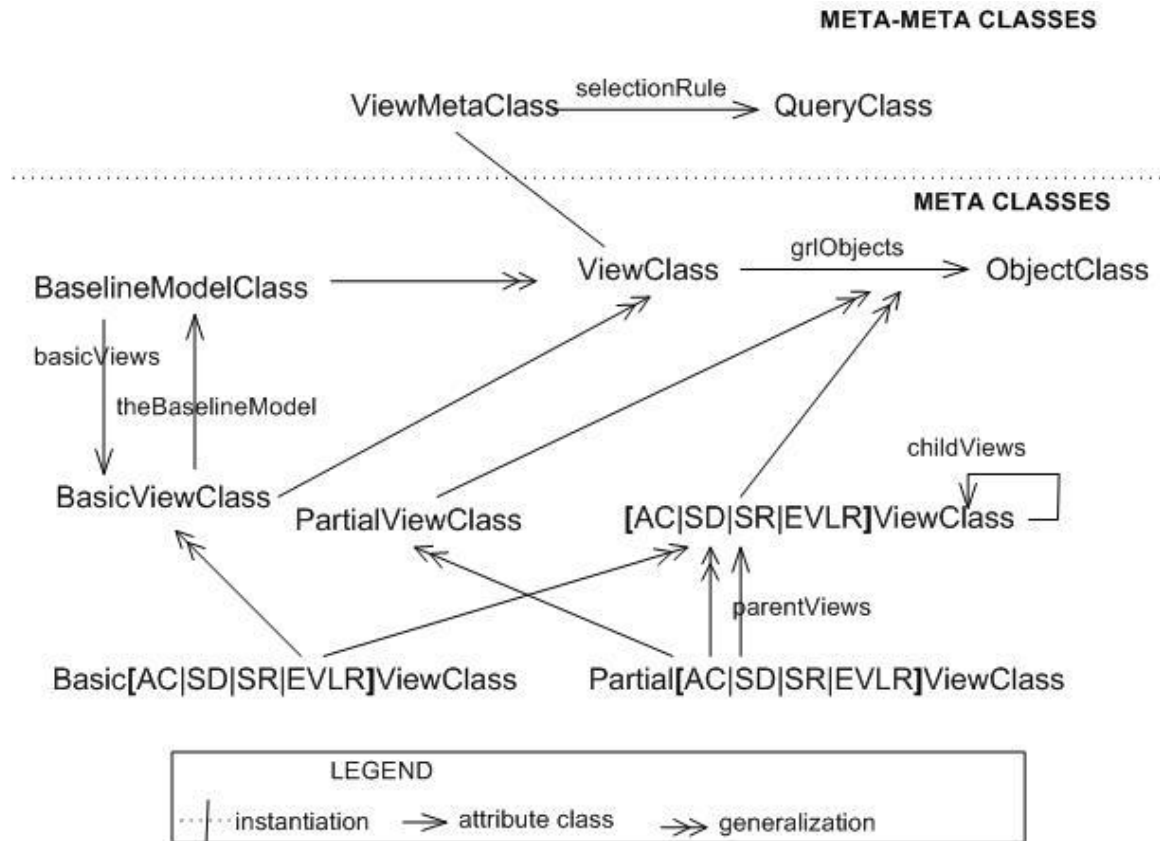 META-META CLASSES
selectionRule
ViewMetaClass
QueryClass
META CLASSES
grlObjects
ViewClass
ObjectClass
BaselineModelClass
basicViews
theBaselineModel
childViews
BasicViewClass
PartialViewClass
[AC|SD|SR|EVLR]ViewClass
parentViews
Basic[AC|SD|SR|EVLR]ViewClass
Partial[AC|SD|SR|EVLR]ViewClass
LEGEND
instantiation
attribute class
generalization